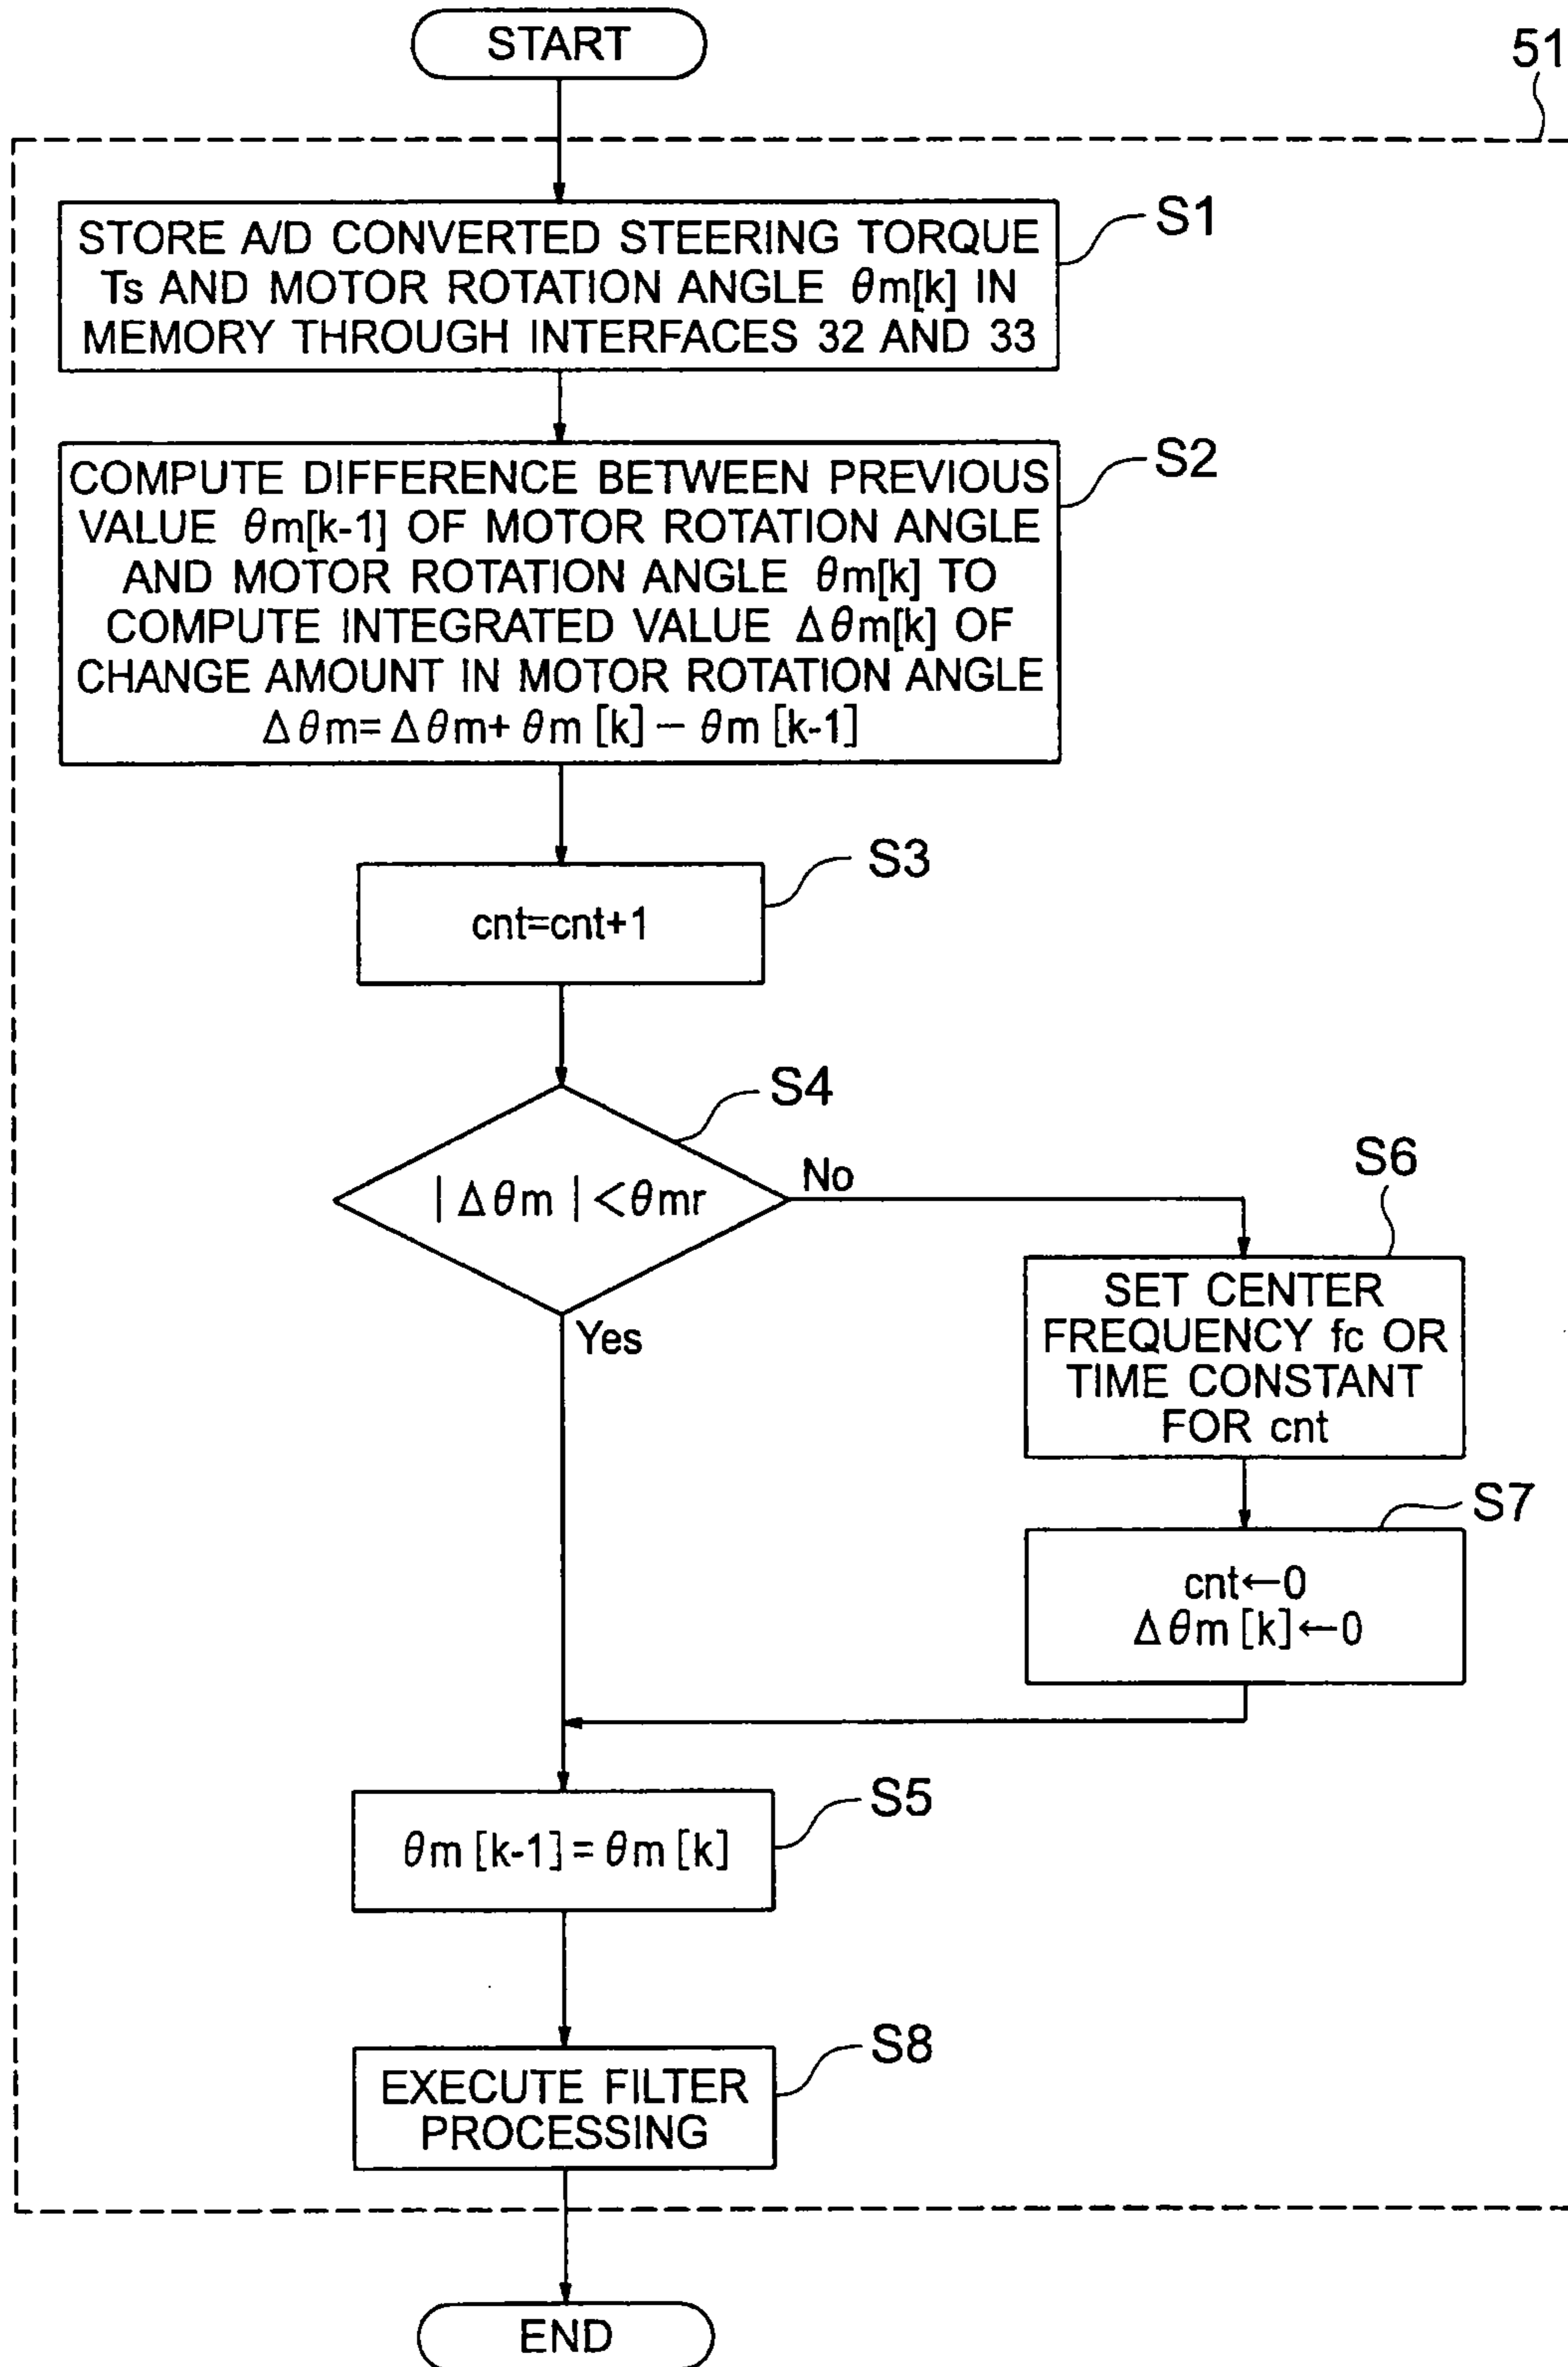 START
51
S1
STORE A/D CONVERTED STEERING TORQUE
Ts AND MOTOR ROTATION ANGLE θm[k] IN
MEMORY THROUGH INTERFACES 32 AND 33
S2
COMPUTE DIFFERENCE BETWEEN PREVIOUS
VALUE θm[k-1] OF MOTOR ROTATION ANGLE
AND MOTOR ROTATION ANGLE θm[k] TO
COMPUTE INTEGRATED VALUE Δθm[k] OF
CHANGE AMOUNT IN MOTOR ROTATION ANGLE
Δθm=Δθm+θm[k]−θm[k-1]
S3
cnt=cnt+1
S4
|Δθm|<θmr
No
Yes
S6
SET CENTER
FREQUENCY fc OR
TIME CONSTANT
FOR cnt
S7
cnt←0
Δθm[k]←0
S5
θm[k-1]=θm[k]
S8
EXECUTE FILTER
PROCESSING
END